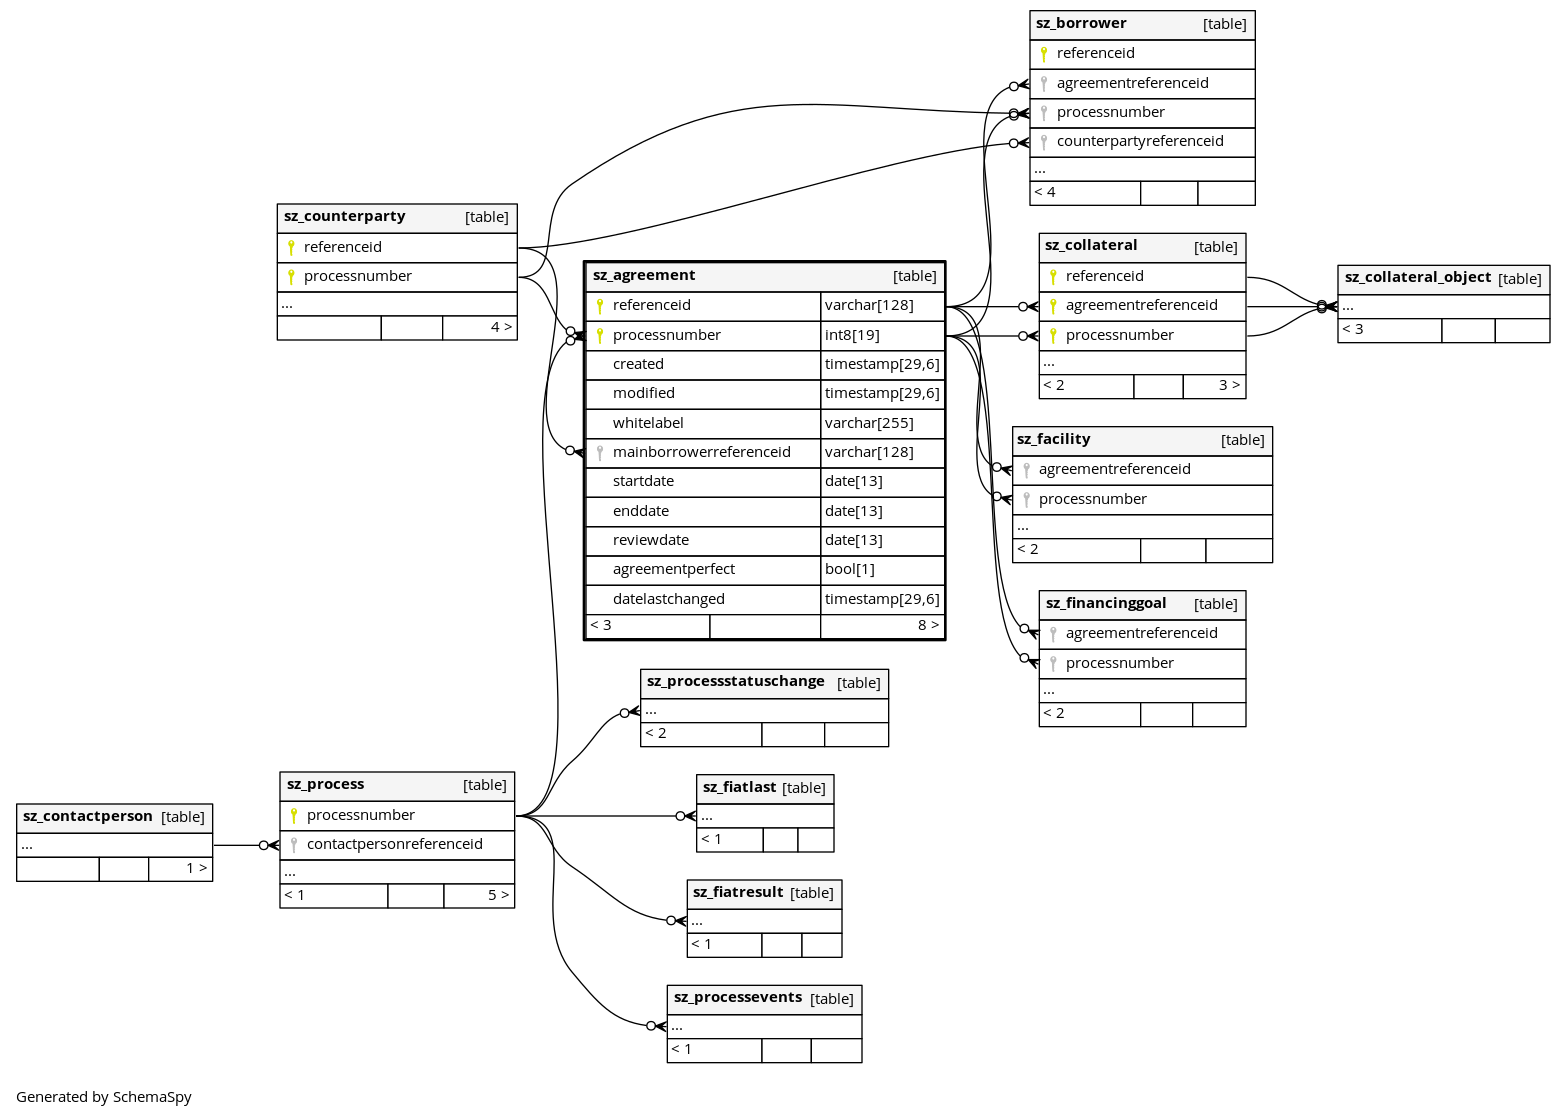 sz_borrower [table]
referenceid
agreementreferenceid
processnumber
counterpartyreferenceid
...
< 4
sz_counterparty [table]
referenceid
processnumber
...
4 >
sz_agreement [table]
referenceid varchar[128]
processnumber int8[19]
created timestamp[29,6]
modified timestamp[29,6]
whitelabel varchar[255]
mainborrowerreferenceid varchar[128]
startdate date[13]
enddate date[13]
reviewdate date[13]
agreementperfect bool[1]
datelastchanged timestamp[29,6]
< 3 8 >
sz_collateral [table]
referenceid
agreementreferenceid
processnumber
...
< 2 3 >
sz_collateral_object [table]
...
< 3
sz_facility [table]
agreementreferenceid
processnumber
...
< 2
sz_financinggoal [table]
agreementreferenceid
processnumber
...
< 2
sz_processstatuschange [table]
...
< 2
sz_contactperson [table]
...
1 >
sz_process [table]
processnumber
contactpersonreferenceid
...
< 1 5 >
sz_fiatlast [table]
...
< 1
sz_fiatresult [table]
...
< 1
sz_processevents [table]
...
< 1
Generated by SchemaSpy